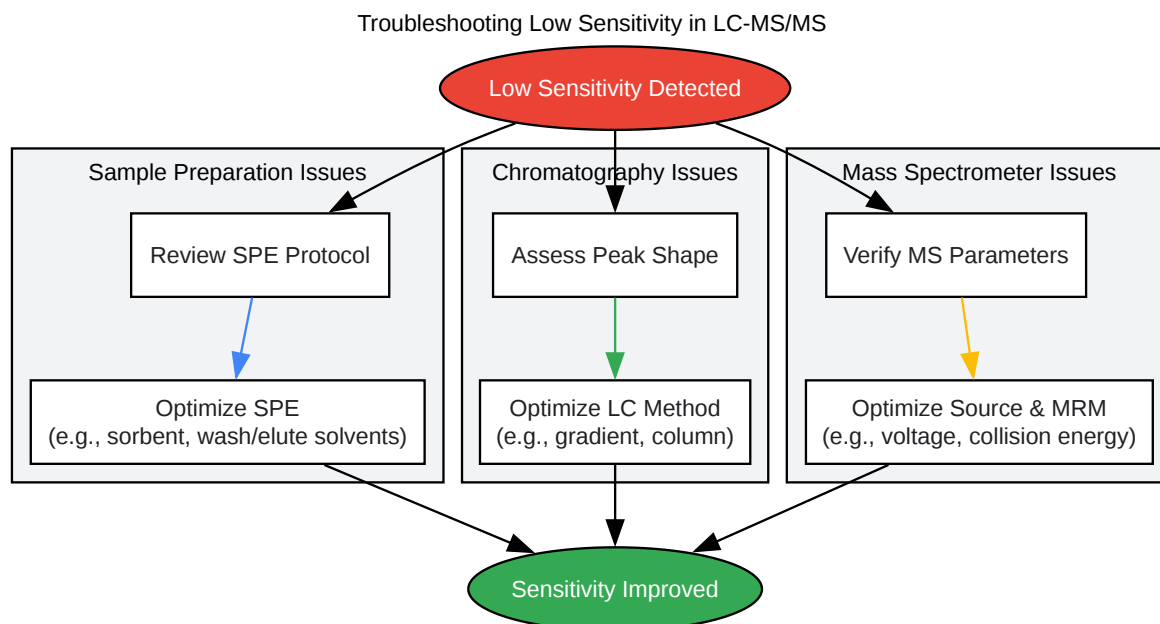 Troubleshooting Low Sensitivity in LC-MS/MS
Low Sensitivity Detected
Sample Preparation Issues
Chromatography Issues
Mass Spectrometer Issues
Review SPE Protocol
Assess Peak Shape
Verify MS Parameters
Optimize SPE
(e.g., sorbent, wash/elute solvents)
Optimize LC Method
(e.g., gradient, column)
Optimize Source & MRM
(e.g., voltage, collision energy)
Sensitivity Improved